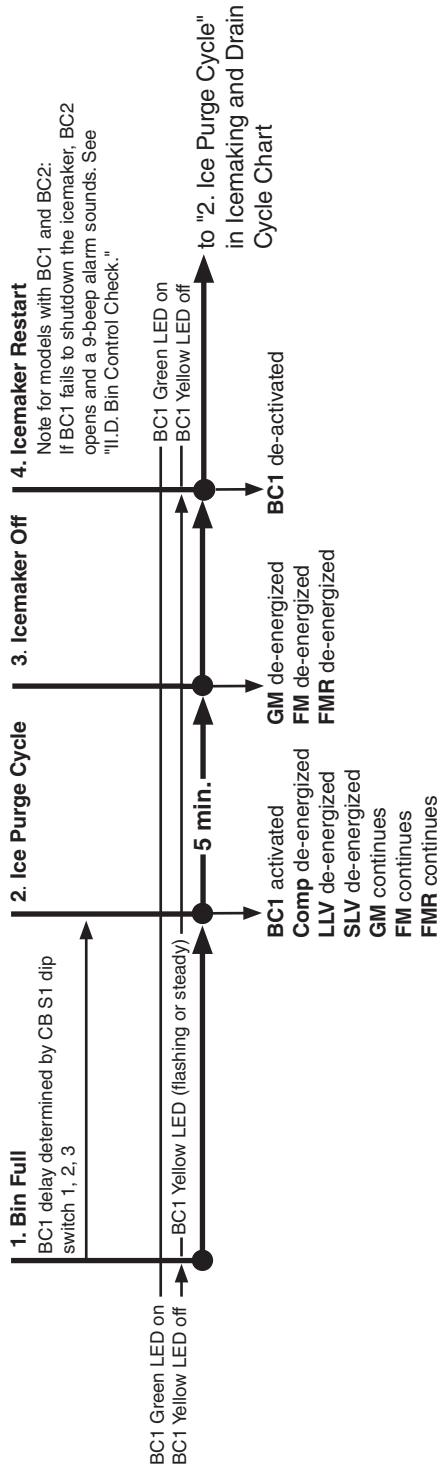 1. Bin Full
BC1 delay determined by CB S1 dip
switch 1, 2, 3
2. Ice Purge Cycle
3. Icemaker Off
4. Icemaker Restart
Note for models with BC1 and BC2:
If BC1 fails to shutdown the icemaker, BC2
opens and a 9-beep alarm sounds. See
"II.D. Bin Control Check."
BC1 Green LED on
BC1 Yellow LED off
BC1 Yellow LED (flashing or steady)
BC1 Green LED on
BC1 Yellow LED off
5 min.
to "2. Ice Purge Cycle"
in Icemaking and Drain
Cycle Chart
BC1 activated
Comp de-energized
LLV de-energized
SLV de-energized
GM continues
FM continues
FMR continues
GM de-energized
FM de-energized
FMR de-energized
BC1 de-activated